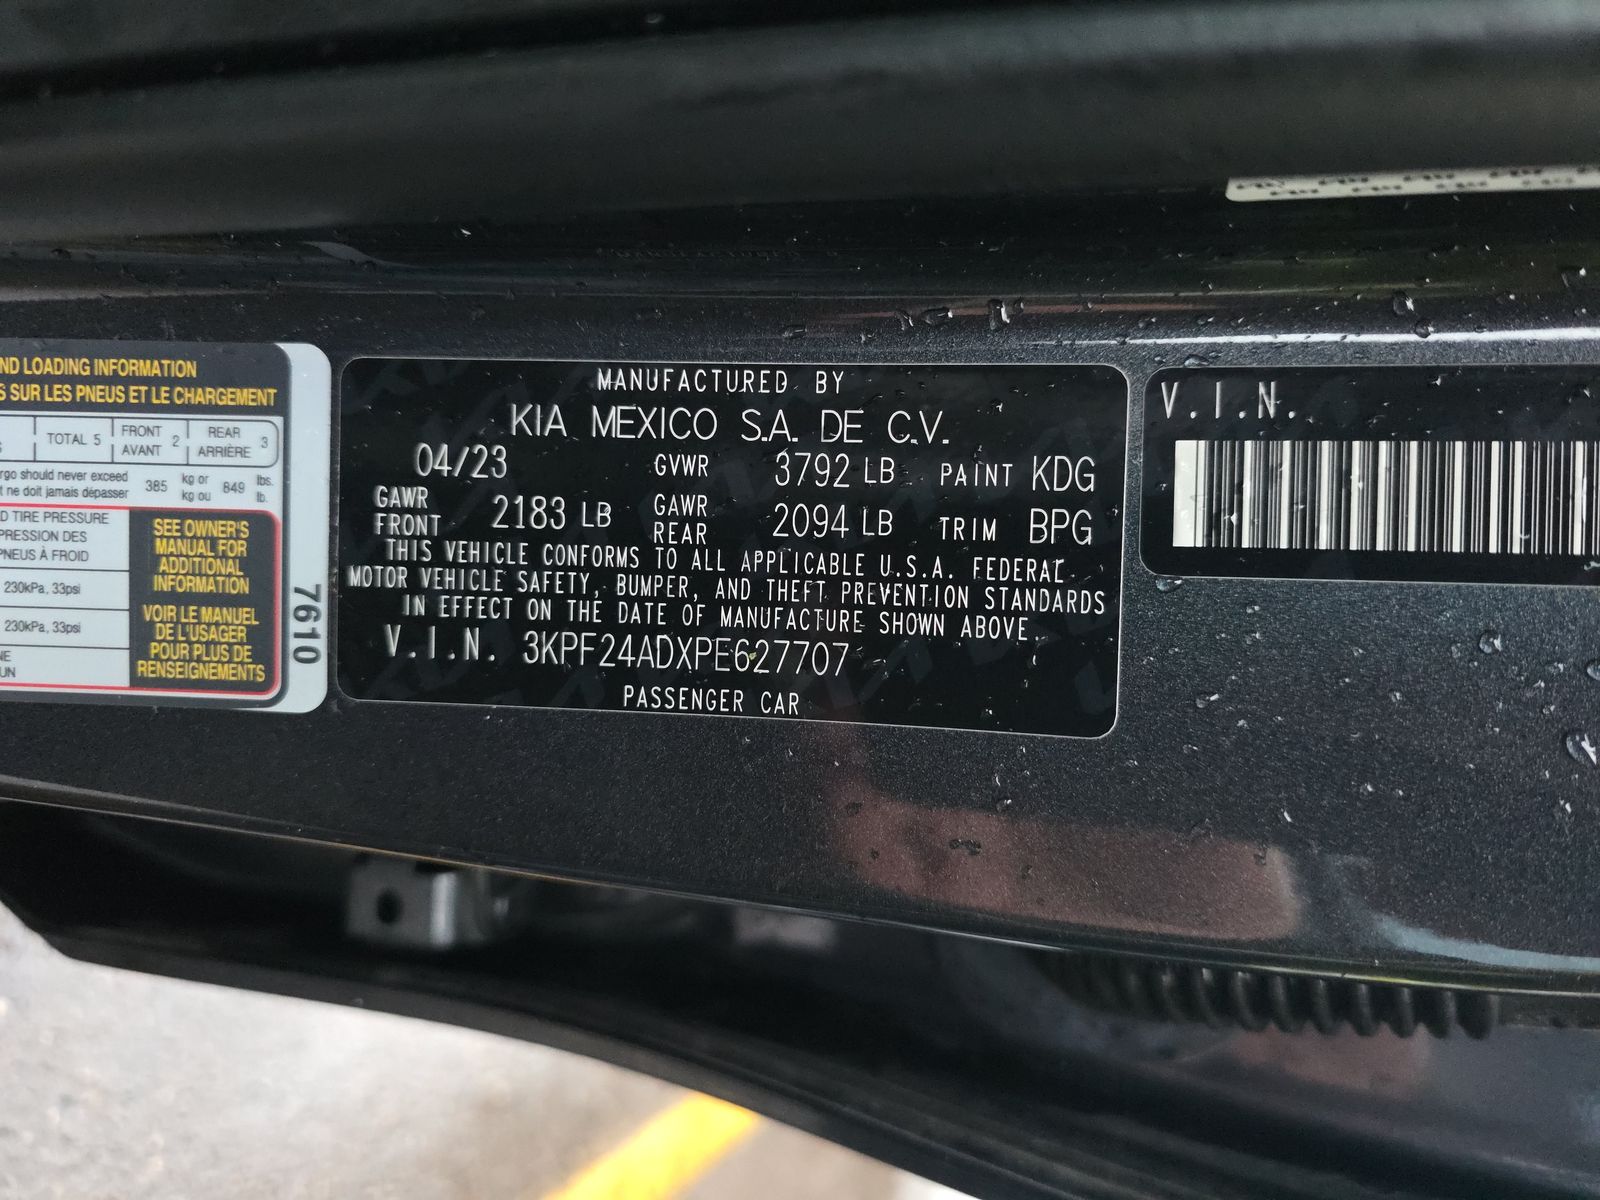 ND LOADING INFORMATION
S SUR LES PNEUS ET LE CHARGEMENT
TOTAL 5
FRONT
AVANT 2
REAR
ARRIÈRE 3
rgo should never exceed
t ne doit jamais dépasser
385 kg or
kg ou 849 lbs.
lb.
D TIRE PRESSURE
PRESSION DES
PNEUS À FROID
230kPa, 33psi
230kPa, 33psi
UN
SEE OWNER'S
MANUAL FOR
ADDITIONAL
INFORMATION
VOIR LE MANUEL
DE L'USAGER
POUR PLUS DE
RENSEIGNEMENTS
7610
MANUFACTURED BY
KIA MEXICO S.A. DE C.V.
04/23 GVWR 3792 LB PAINT KDG
GAWR
FRONT 2183 LB GAWR
REAR 2094 LB TRIM BPG
THIS VEHICLE CONFORMS TO ALL APPLICABLE U.S.A. FEDERAL
MOTOR VEHICLE SAFETY, BUMPER, AND THEFT PREVENTION STANDARDS
IN EFFECT ON THE DATE OF MANUFACTURE SHOWN ABOVE.
V.I.N. 3KPF24ADXPE627707
PASSENGER CAR
V.I.N.